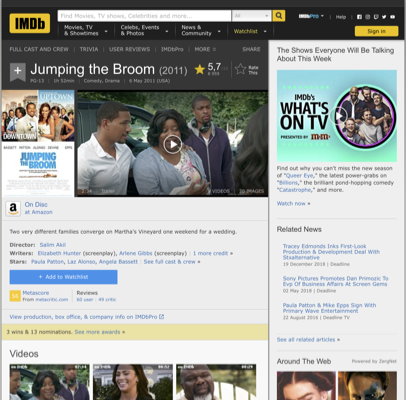 IMDb
Find Movies, TV shows, Celebrities and more...
All
IMDbPro
Help
Movies, TV
& Showtimes
Celebs, Events
& Photos
News &
Community
Watchlist
Sign in
FULL CAST AND CREW | TRIVIA | USER REVIEWS | IMDbPro | MORE
SHARE
Jumping the Broom (2011)
5,7
Rate
This
PG-13 | 1h 52min | Comedy, Drama | 6 May 2011 (USA)
UPTOWN
DOWNTOWN
JUMPING
THE BROOM
2:34
Trailer
VIDEOS
IMAGES
On Disc
at Amazon
Two very different families converge on Martha's Vineyard one weekend for a wedding.
Director: Salim Akil
Writers: Elizabeth Hunter (screenplay), Arlene Gibbs (screenplay) | 1 more credit »
Stars: Paula Patton, Laz Alonso, Angela Bassett | See full cast & crew »
+ Add to Watchlist
Metascore
From metacritic.com
Reviews
60 user | 49 critic
View production, box office, & company info on IMDbPro
3 wins & 13 nominations. See more awards »
Videos
The Shows Everyone Will Be Talking
About This Week
IMDb's
WHAT'S
ON TV
PRESENTED BY M&M'S
Find out why you can't miss the new season
of "Queer Eye," the latest power-grabs on
"Billions," the brilliant pond-hopping comedy
"Catastrophe," and more.
Watch now »
Related News
Tracey Edmonds Inks First-Look
Production & Development Deal With
Alsalternative
19 December 2018 | Deadline
Sony Pictures Promotes Dan Primozic To
Evp Of Business Affairs At Screen Gems
02 May 2018 | Deadline
Paula Patton & Mike Epps Sign With
Primary Wave Entertainment
22 August 2016 | Deadline TV
See all related articles »
Around The Web
Powered by ZergNet